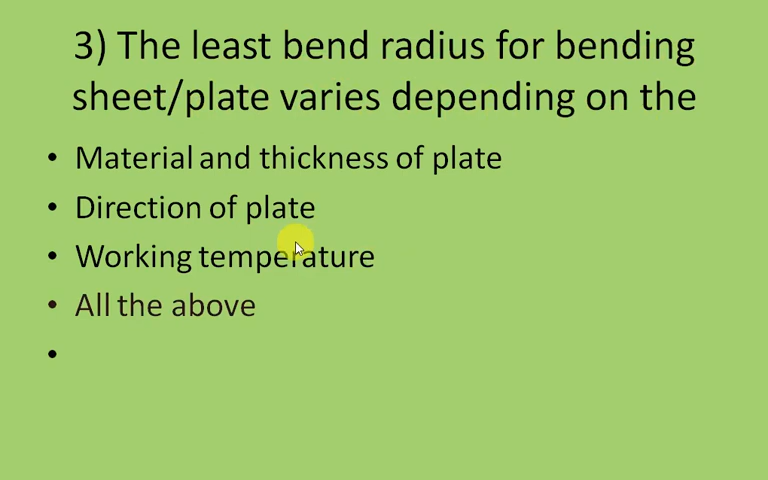 3) The least bend radius for bending
sheet/plate varies depending on the
• Material and thickness of plate
• Direction of plate
• Working temperature
• All the above
•